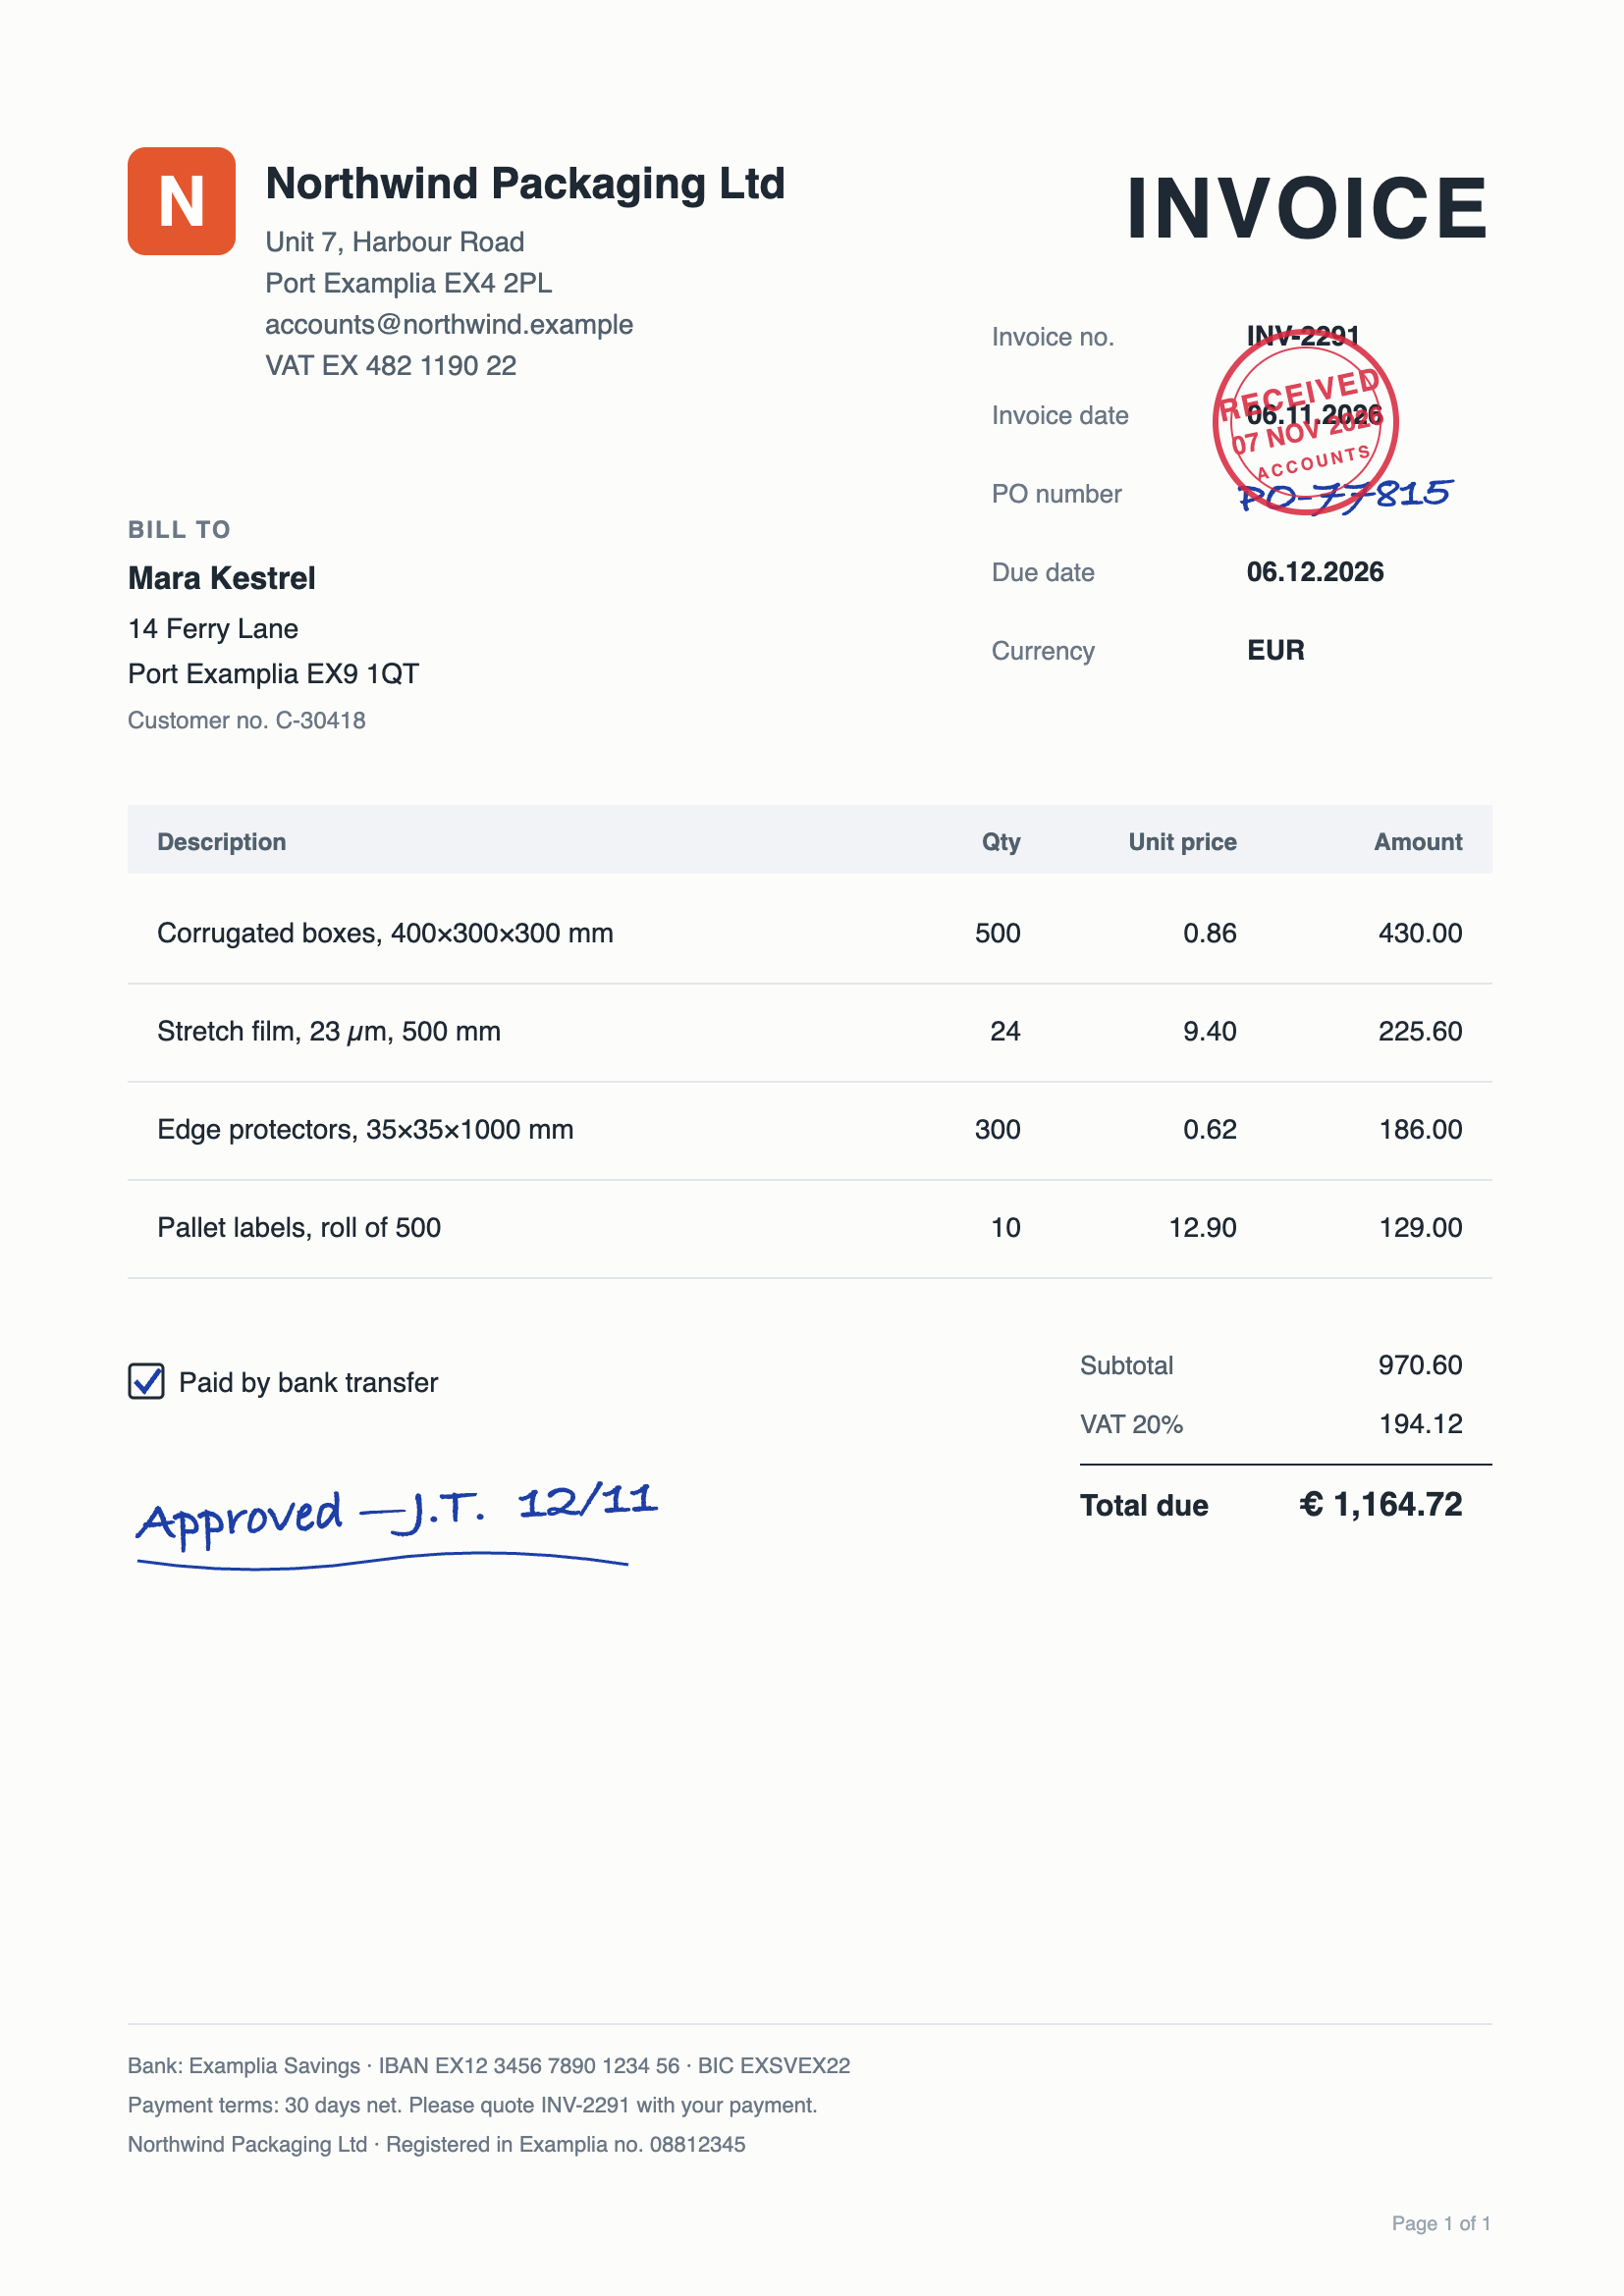 N
Northwind Packaging Ltd
Unit 7, Harbour Road
Port Examplia EX4 2PL
accounts@northwind.example
VAT EX 482 1190 22
INVOICE
Invoice no. INV-2291
Invoice date 06.11.2026
RECEIVED
07 NOV 2026
ACCOUNTS
PO number PO-77815
Due date 06.12.2026
Currency EUR
BILL TO
Mara Kestrel
14 Ferry Lane
Port Examplia EX9 1QT
Customer no. C-30418
Description Qty Unit price Amount
Corrugated boxes, 400×300×300 mm 500 0.86 430.00
Stretch film, 23 µm, 500 mm 24 9.40 225.60
Edge protectors, 35×35×1000 mm 300 0.62 186.00
Pallet labels, roll of 500 10 12.90 129.00
Subtotal 970.60
VAT 20% 194.12
Total due € 1,164.72
Paid by bank transfer
Approved — J.T. 12/11
Bank: Examplia Savings · IBAN EX12 3456 7890 1234 56 · BIC EXSVEX22
Payment terms: 30 days net. Please quote INV-2291 with your payment.
Northwind Packaging Ltd · Registered in Examplia no. 08812345
Page 1 of 1